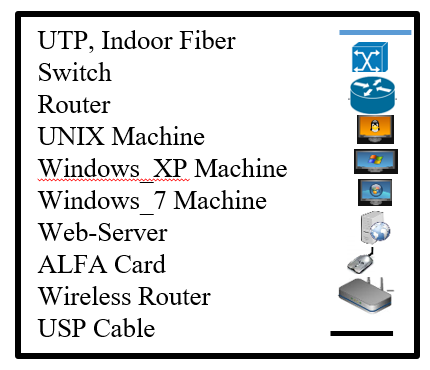 UTP, Indoor Fiber
Switch
Router
UNIX Machine
Windows_XP Machine
Windows_7 Machine
Web-Server
ALFA Card
Wireless Router
USP Cable